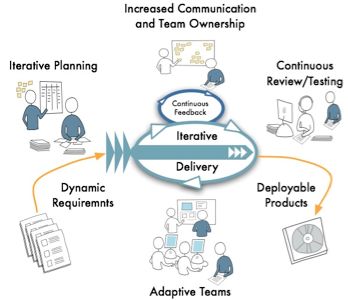 Increased Communication
and Team Ownership
Iterative Planning
Continuous
Review/Testing
Continuous
Feedback
Iterative
Delivery
Dynamic
Requiremnts
Deployable
Products
Adaptive Teams